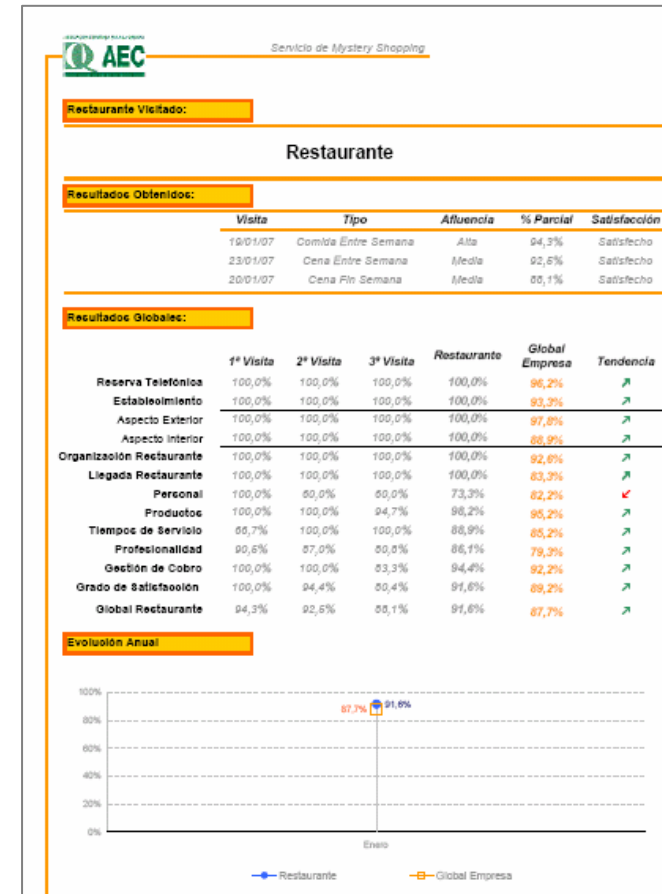 AEC
Servicio de Mystery Shopping
Restaurante Visitado:
Restaurante
Resultados Obtenidos:
Visita Tipo Afluencia % Parcial Satisfacción
19/01/07 Comida Entre Semana Alta 94,3% Satisfecho
23/01/07 Cena Entre Semana Media 92,6% Satisfecho
20/01/07 Cena Fin Semana Media Satisfecho
Resultados Globales:
1ª Visita 2ª Visita 3ª Visita Restaurante Global Empresa Tendencia
Reserva Telefónica 100,0% 100,0% 100,0% 100,0% 96,2%
Establecimiento 100,0% 100,0% 100,0% 100,0% 93,3%
Aspecto Exterior 100,0% 100,0% 100,0% 100,0% 97,8%
Aspecto Interior 100,0% 100,0% 100,0% 100,0% 88,9%
Organización Restaurante 100,0% 100,0% 100,0% 100,0% 92,6%
Llegada Restaurante 100,0% 100,0% 100,0% 100,0% 83,3%
Personal 100,0% 60,0% 60,0% 73,3% 82,2%
Productos 100,0% 100,0% 94,7% 98,2% 95,2%
Tiempos de Servicio 66,7% 100,0% 100,0% 88,9% 85,2%
Profesionalidad 90,6% 87,0% 86,1% 79,3%
Gestión de Cobro 100,0% 100,0% 83,3% 94,4% 92,2%
Grado de Satisfacción 100,0% 94,4% 80,4% 91,6% 89,2%
Global Restaurante 94,3% 92,6% 91,6% 87,7%
Evolución Anual
100%
87,7% 91,6%
80%
60%
40%
20%
0%
Enero
Restaurante Global Empresa